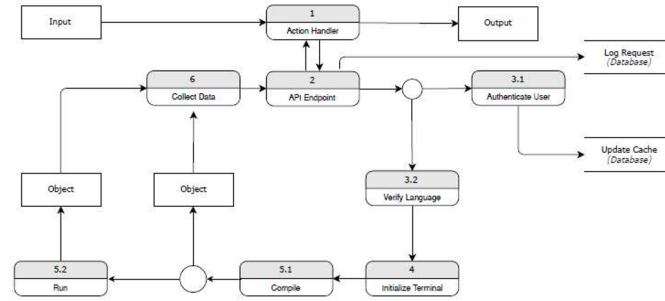 1
Input
Action Handler
Output
Log Request
(Database)
6
2
3.1
Collect Data
API Endpoint
Authenticate User
Update Cache
(Database)
3.2
Object
Object
Verify Language
5.2
5.1
4
Run
Compile
Initialize Terminal